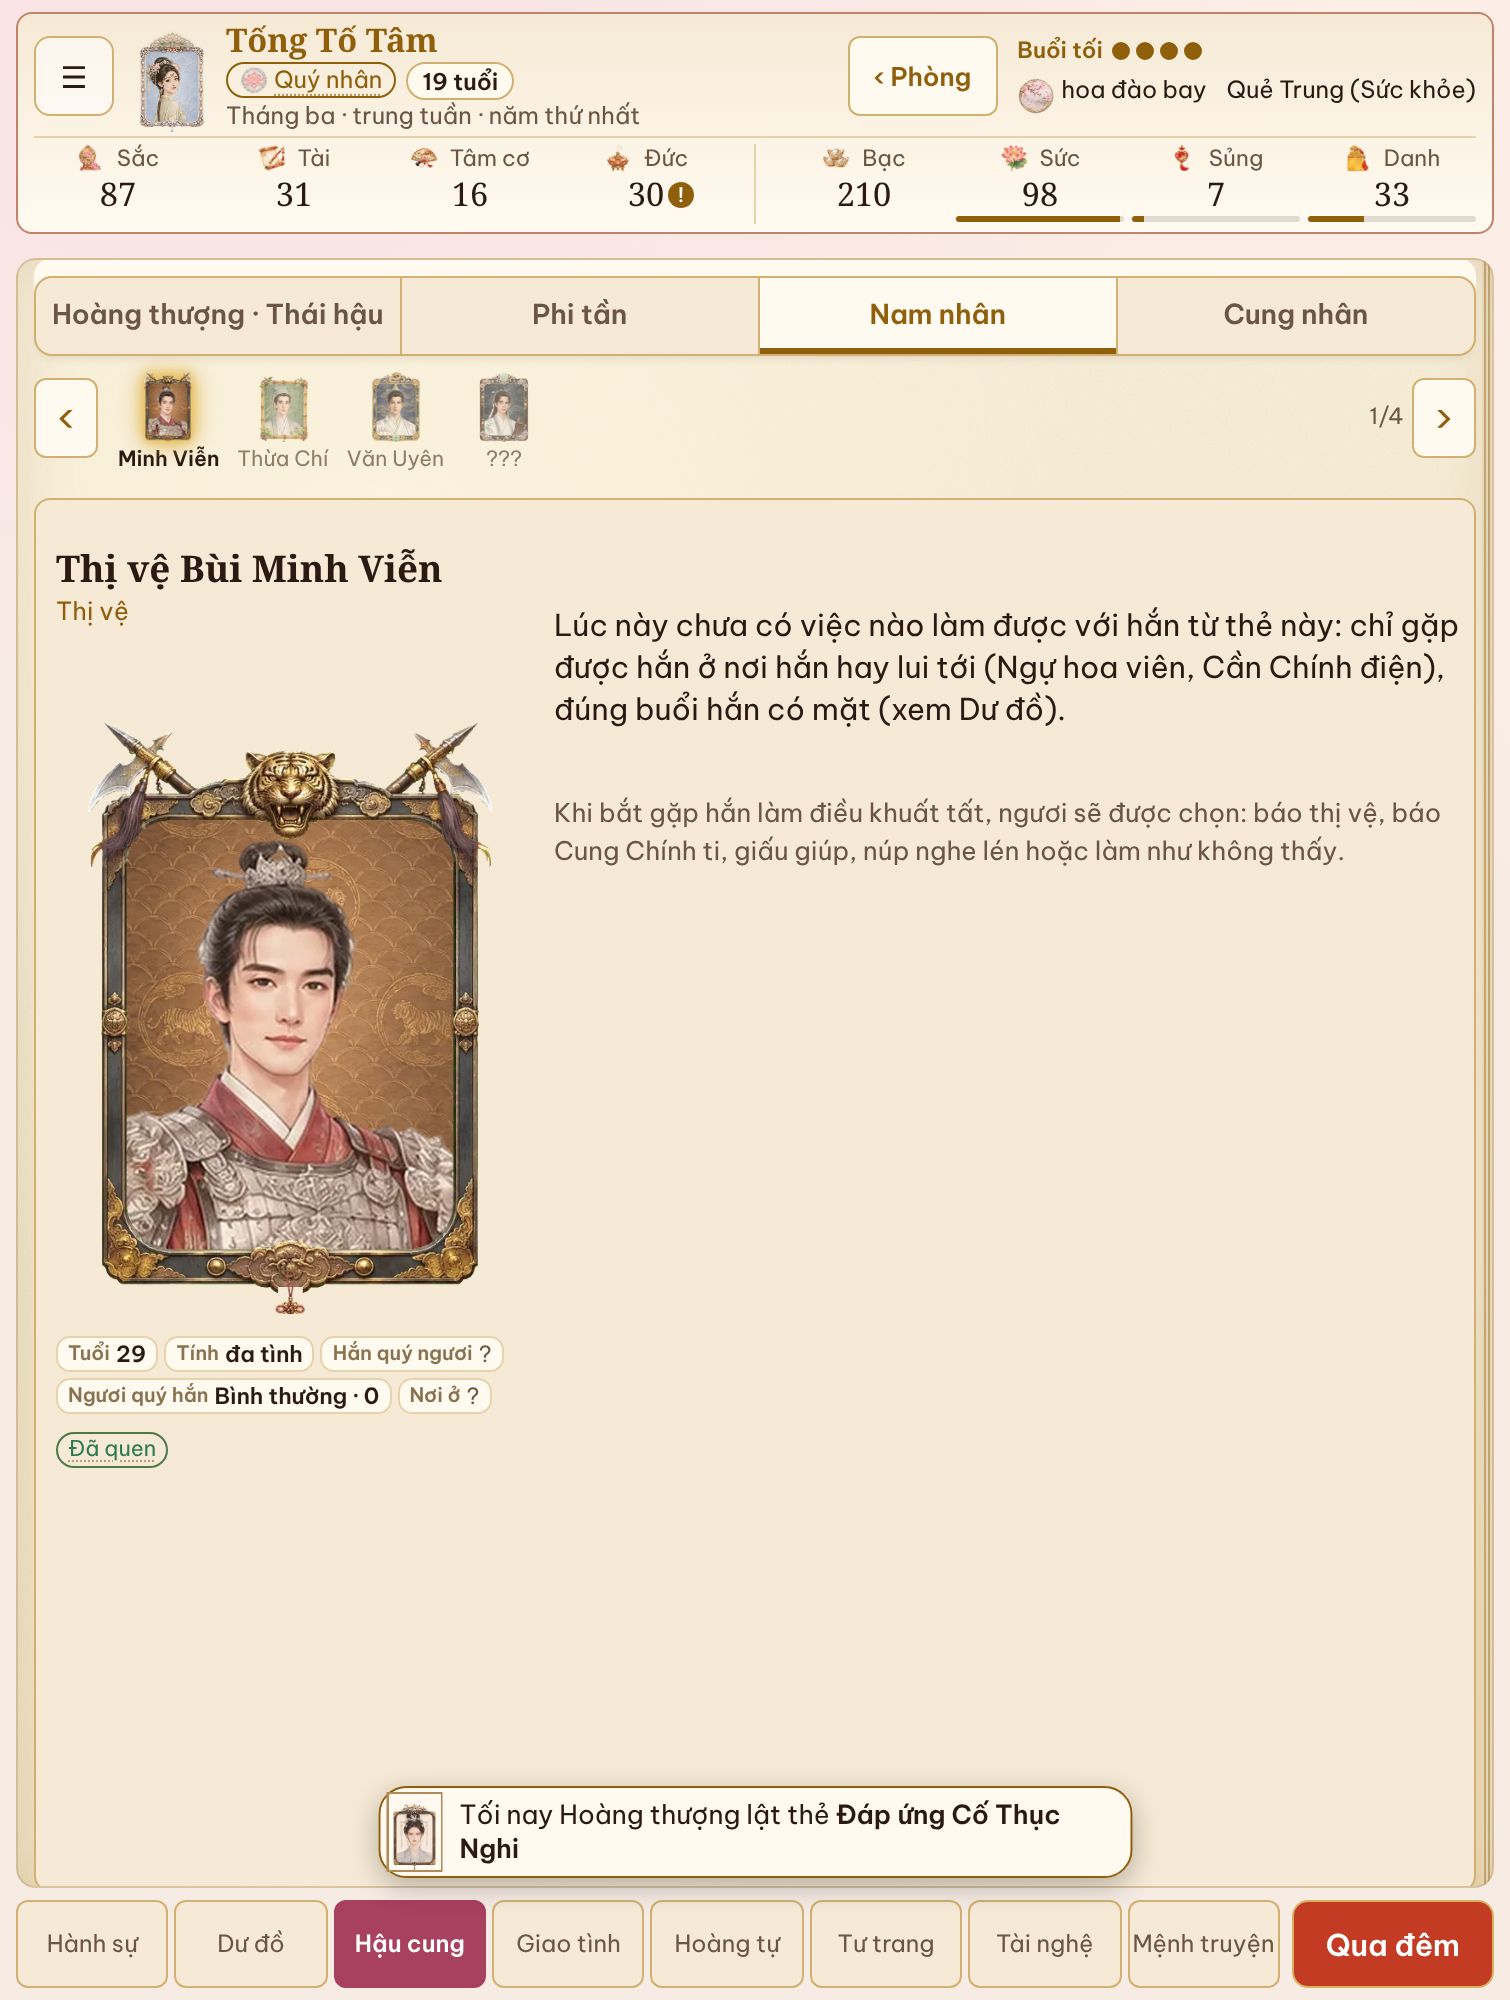 ☰
Tống Tố Tâm
Quý nhân
19 tuổi
Tháng ba · trung tuần · năm thứ nhất
‹ Phòng
Buổi tối
hoa đào bay
Quẻ Trung (Sức khỏe)
Sắc
87
Tài
31
Tâm cơ
16
Đức
30 !
Bạc
210
Sức
98
Sủng
7
Danh
33
Hoàng thượng · Thái hậu
Phi tần
Nam nhân
Cung nhân
‹
Minh Viễn
Thừa Chí
Văn Uyên
???
1/4
›
Thị vệ Bùi Minh Viễn
Thị vệ
Lúc này chưa có việc nào làm được với hắn từ thẻ này: chỉ gặp
được hắn ở nơi hắn hay lui tới (Ngự hoa viên, Cần Chính điện),
đúng buổi hắn có mặt (xem Dư đồ).
Khi bắt gặp hắn làm điều khuất tất, ngươi sẽ được chọn: báo thị vệ, báo
Cung Chính ti, giấu giúp, núp nghe lén hoặc làm như không thấy.
Tuổi 29
Tính đa tình
Hắn quý ngươi ?
Ngươi quý hắn Bình thường · 0
Nơi ở ?
Đã quen
Tối nay Hoàng thượng lật thẻ Đáp ứng Cố Thục
Nghi
Hành sự
Dư đồ
Hậu cung
Giao tình
Hoàng tự
Tư trang
Tài nghệ
Mệnh truyện
Qua đêm